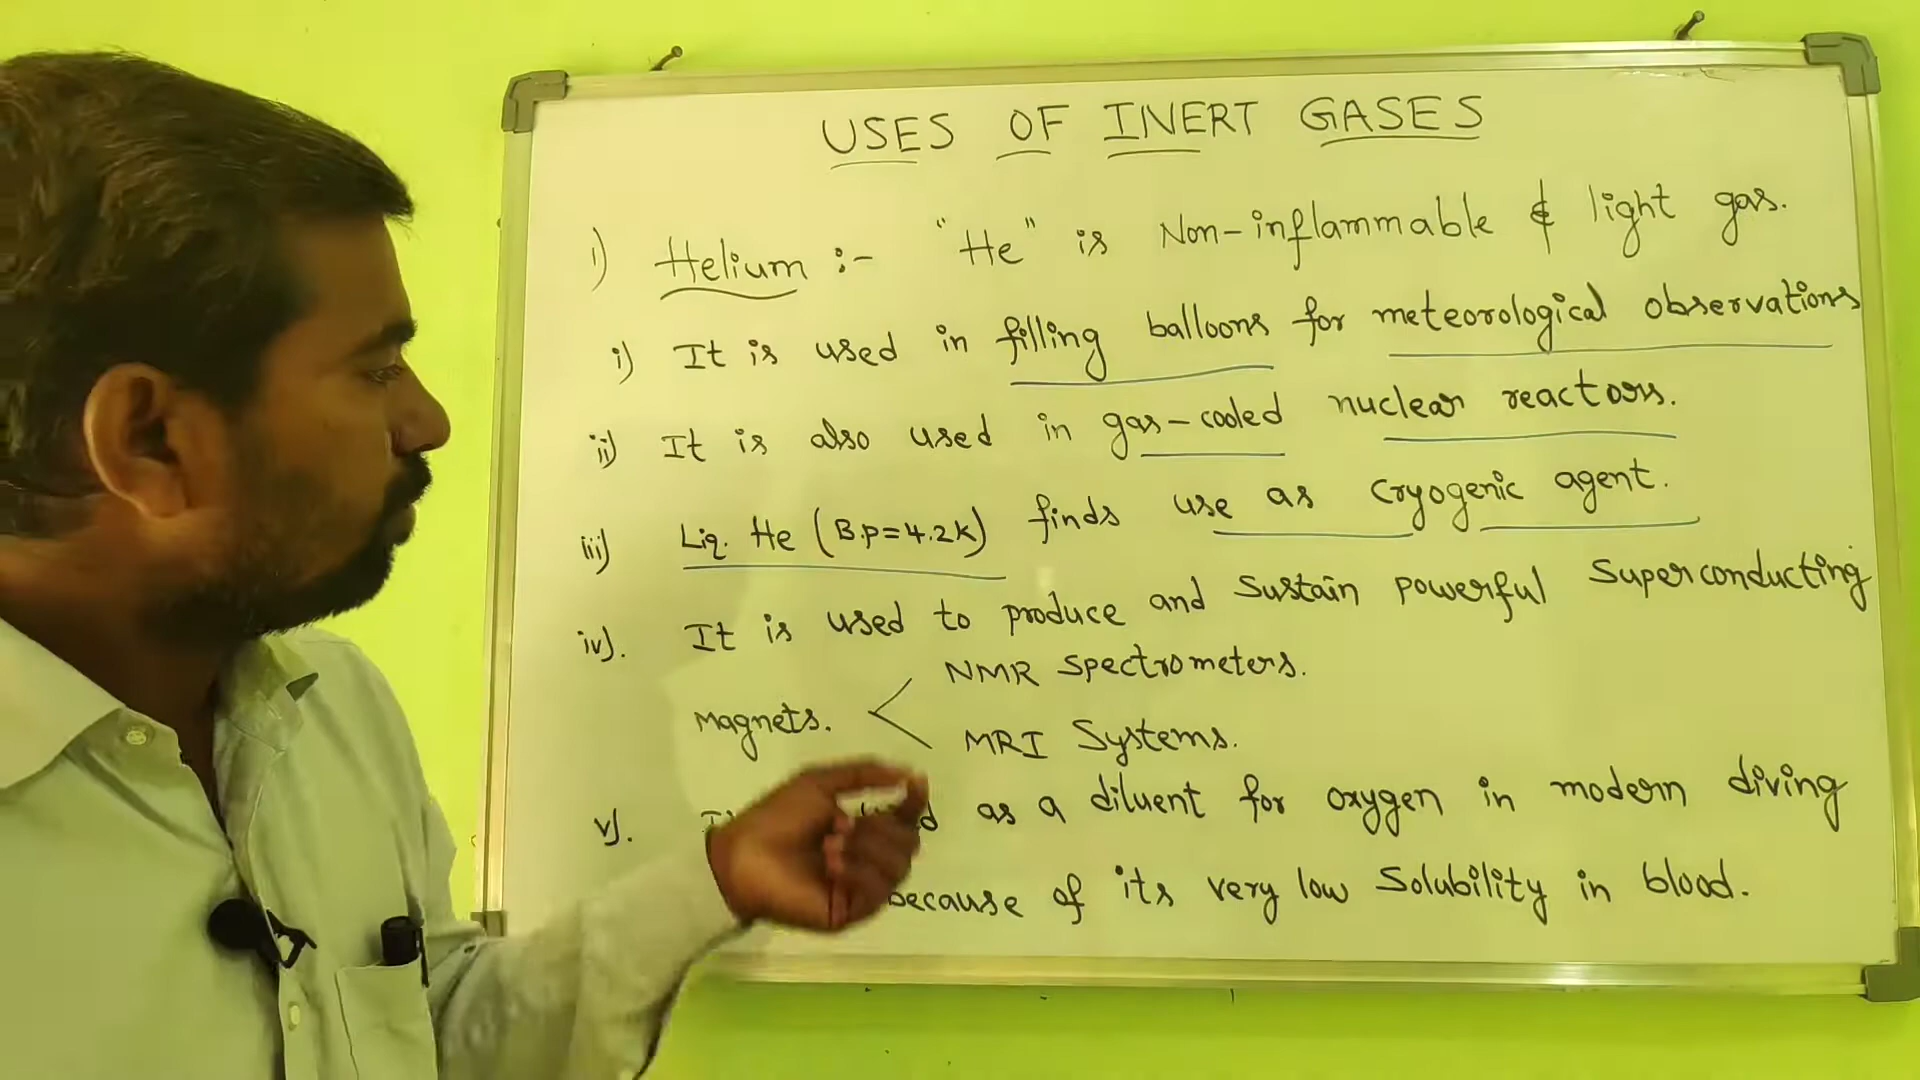 USES OF INERT GASES
1) Helium :- "He" is Non-inflammable & light gas.
i) It is used in filling balloons for meteorological observations
ii) It is also used in gas-cooled nuclear reactors.
iii) Liq. He (B.P=4.2K) finds use as cryogenic agent.
iv). It is used to produce and sustain powerful superconducting
Magnets. < NMR spectrometers.
MRI Systems.
v). as a diluent for oxygen in modern diving
because of its very low solubility in blood.